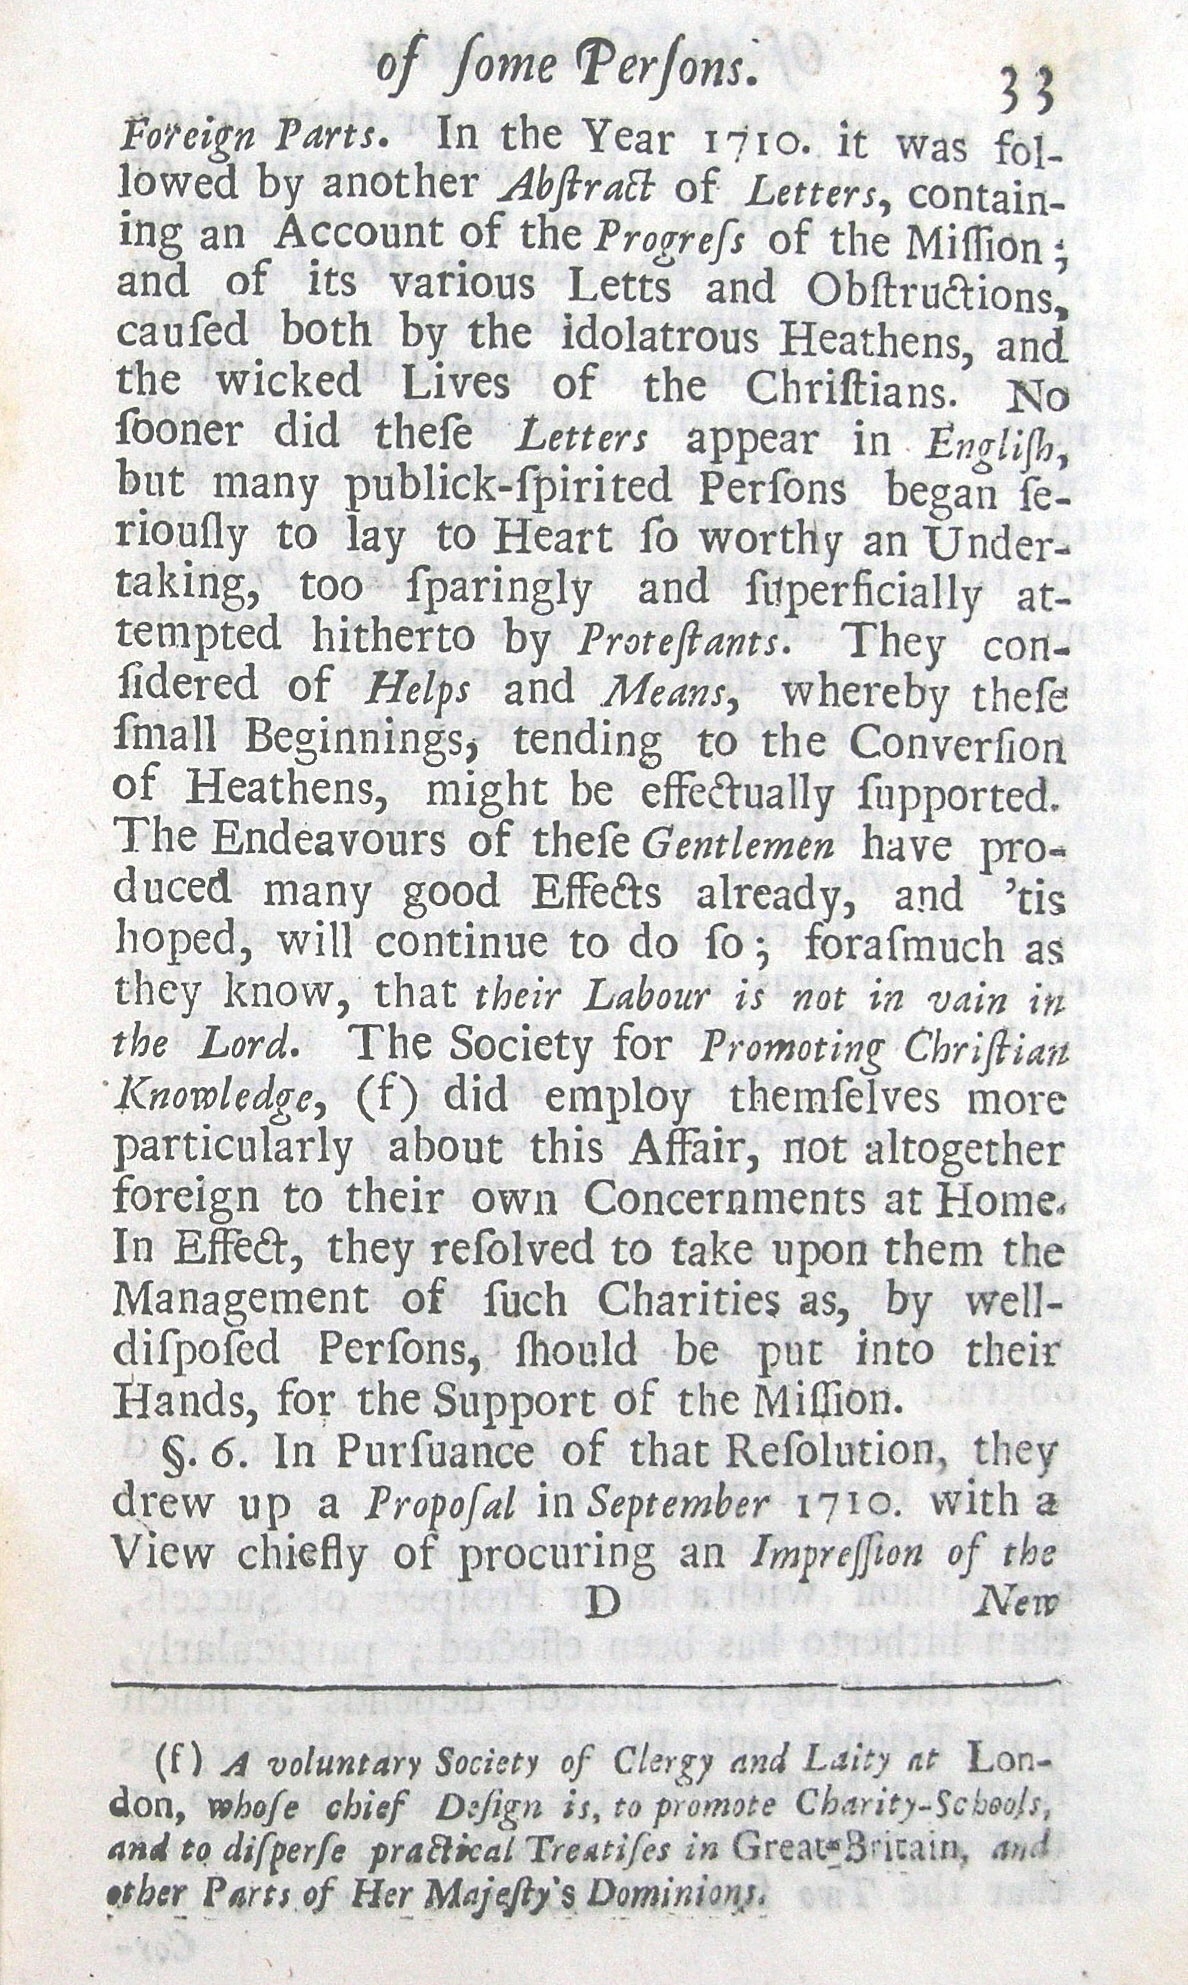 of ſome Perſons.
33
Foreign Parts. In the Year 1710. it was fol-
lowed by another Abſtract of Letters, contain-
ing an Account of the Progreſs of the Miſſion;
and of its various Letts and Obſtructions,
cauſed both by the idolatrous Heathens, and
the wicked Lives of the Chriſtians. No
ſooner did theſe Letters appear in Engliſh,
but many publick-ſpirited Perſons began ſe-
riouſly to lay to Heart ſo worthy an Under-
taking, too ſparingly and ſuperficially at-
tempted hitherto by Proteſtants. They con-
ſidered of Helps and Means, whereby theſe
ſmall Beginnings, tending to the Converſion
of Heathens, might be effectually ſupported.
The Endeavours of theſe Gentlemen have pro-
duced many good Effects already, and 'tis
hoped, will continue to do ſo; foraſmuch as
they know, that their Labour is not in vain in
the Lord. The Society for Promoting Chriſtian
Knowledge, (f) did employ themſelves more
particularly about this Affair, not altogether
foreign to their own Concernments at Home.
In Effect, they reſolved to take upon them the
Management of ſuch Charities as, by well-
diſpoſed Perſons, ſhould be put into their
Hands, for the Support of the Miſſion.
§. 6. In Purſuance of that Reſolution, they
drew up a Propoſal in September 1710. with a
View chiefly of procuring an Impreſſion of the
D New
(f) A voluntary Society of Clergy and Laity at Lon-
don, whoſe chief Deſign is, to promote Charity-Schools,
and to diſperſe practical Treatiſes in Great-Britain, and
other Parts of Her Majeſty's Dominions.